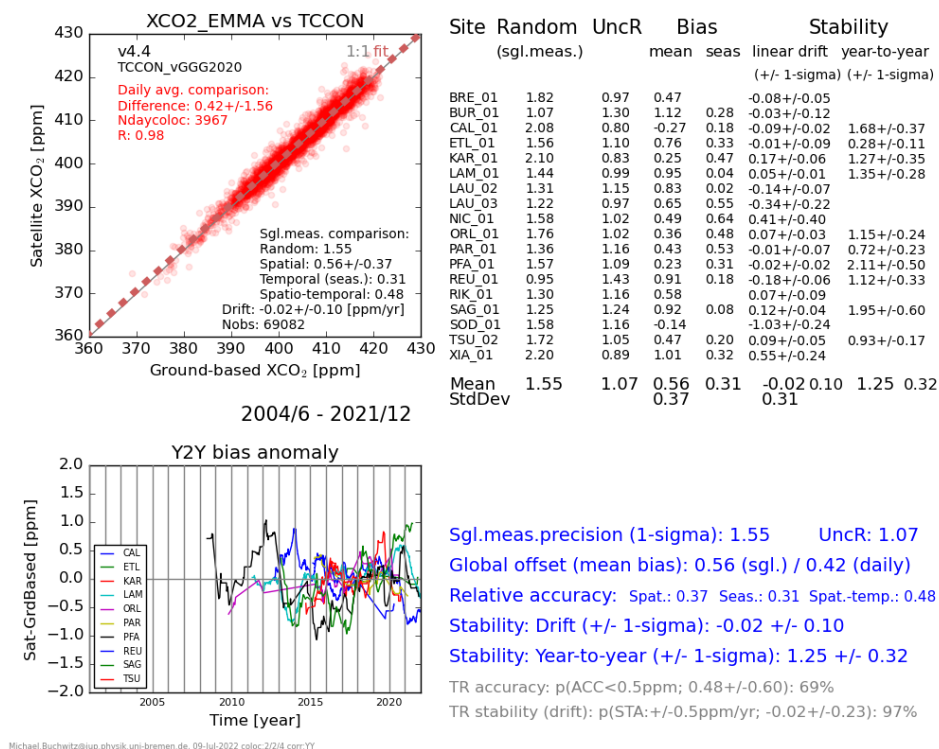 XCO2_EMMA vs TCCON
430
420
410
400
390
380
370
360
360 370 380 390 400 410 420 430
Satellite XCO₂ [ppm]
Ground-based XCO₂ [ppm]
v4.4
TCCON_vGGG2020
1:1 fit
Daily avg. comparison:
Difference: 0.42+/-1.56
Ndaycoloc: 3967
R: 0.98
Sgl.meas. comparison:
Random: 1.55
Spatial: 0.56+/-0.37
Temporal (seas.): 0.31
Spatio-temporal: 0.48
Drift: -0.02+/-0.10 [ppm/yr]
Nobs: 69082
Site Random UncR Bias Stability
(sgl.meas.) mean seas linear drift year-to-year
(+/- 1-sigma) (+/- 1-sigma)
BRE_01 1.82 0.97 0.47 -0.08+/-0.05
BUR_01 1.07 1.30 1.12 0.28 -0.03+/-0.12
CAL_01 2.08 0.80 -0.27 0.18 -0.09+/-0.02 1.68+/-0.37
ETL_01 1.56 1.10 0.76 0.33 -0.01+/-0.09 0.28+/-0.11
KAR_01 2.10 0.83 0.25 0.47 0.17+/-0.06 1.27+/-0.35
LAM_01 1.44 0.99 0.95 0.04 0.05+/-0.01 1.35+/-0.28
LAU_02 1.31 1.15 0.83 0.02 -0.14+/-0.07
LAU_03 1.22 0.97 0.65 0.55 -0.34+/-0.22
NIC_01 1.58 1.02 0.49 0.64 0.41+/-0.40
ORL_01 1.76 1.02 0.36 0.48 0.07+/-0.03 1.15+/-0.24
PAR_01 1.36 1.16 0.43 0.53 -0.01+/-0.07 0.72+/-0.23
PFA_01 1.57 1.09 0.23 0.31 -0.02+/-0.02 2.11+/-0.50
REU_01 0.95 1.43 0.91 0.18 -0.18+/-0.06 1.12+/-0.33
RIK_01 1.30 1.16 0.58 0.07+/-0.09
SAG_01 1.25 1.24 0.92 0.08 0.12+/-0.04 1.95+/-0.60
SOD_01 1.58 1.16 -0.14 -1.03+/-0.24
TSU_02 1.72 1.05 0.47 0.20 0.09+/-0.05 0.93+/-0.17
XIA_01 2.20 0.89 1.01 0.32 0.55+/-0.24
Mean 1.55 1.07 0.56 0.31 -0.02 0.10 1.25 0.32
StdDev 0.37 0.31
2004/6 - 2021/12
Y2Y bias anomaly
2.0
1.5
1.0
0.5
0.0
-0.5
-1.0
-1.5
-2.0
Sat-GrdBased [ppm]
CAL
ETL
KAR
LAM
ORL
PAR
PFA
REU
SAG
TSU
2005 2010 2015 2020
Time [year]
Sgl.meas.precision (1-sigma): 1.55 UncR: 1.07
Global offset (mean bias): 0.56 (sgl.) / 0.42 (daily)
Relative accuracy: Spat.: 0.37 Seas.: 0.31 Spat.-temp.: 0.48
Stability: Drift (+/- 1-sigma): -0.02 +/- 0.10
Stability: Year-to-year (+/- 1-sigma): 1.25 +/- 0.32
TR accuracy: p(ACC<0.5ppm; 0.48+/-0.60): 69%
TR stability (drift): p(STA:+/-0.5ppm/yr; -0.02+/-0.23): 97%
Michael.Buchwitz@iup.physik.uni-bremen.de, 09-Jul-2022 coloc:2/2/4 corr:YY